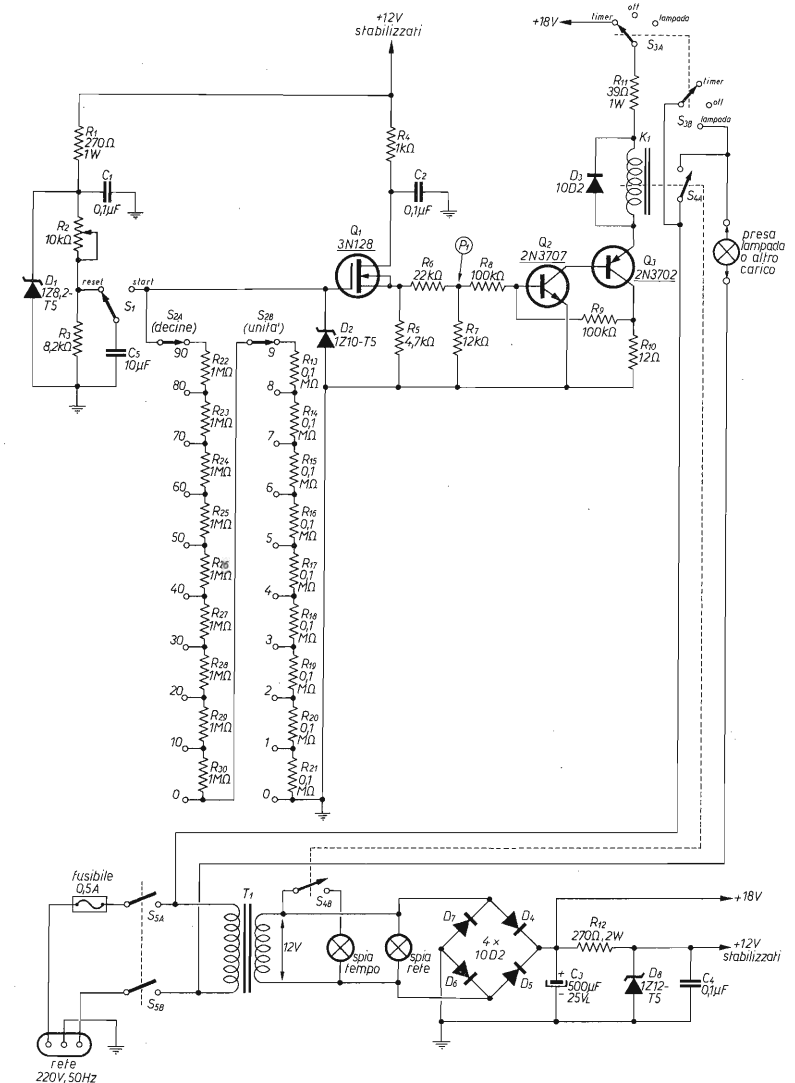 off
timer
lampada
+18V
S3A
+12V
stabilizzati
R11
39Ω
1W
timer
off
S3B
lampada
R1
270Ω
1W
R4
1kΩ
K1
C1
0,1µF
C2
0,1µF
D3
10D2
S4A
R2
10kΩ
Q1
3N128
P1
Q2
2N3707
Q3
2N3702
presa
lampada
o altro
carico
R6
22kΩ
R8
100kΩ
D1
1Z8,2-
T5
reset
start
S1
S2A
(decine)
S2B
(unita')
D2
1Z10-T5
R5
4,7kΩ
R7
12kΩ
R9
100kΩ
R10
12Ω
R3
8,2kΩ
C5
10µF
90
R22
1MΩ
9
R13
0,1
MΩ
80
R23
1MΩ
8
R14
0,1
MΩ
70
R24
1MΩ
7
R15
0,1
MΩ
60
R25
1MΩ
6
R16
0,1
MΩ
50
R26
1MΩ
5
R17
0,1
MΩ
40
R27
1MΩ
4
R18
0,1
MΩ
30
R28
1MΩ
3
R19
0,1
MΩ
20
R29
1MΩ
2
R20
0,1
MΩ
10
R30
1MΩ
1
R21
0,1
MΩ
0
0
fusibile
0,5A
S5A
T1
S4B
12V
spia
tempo
spia
rete
D7
D4
4 x
10D2
D6
D5
+18V
R12
270Ω, 2W
+12V
stabilizzati
+
C3
500µF
-
25VL
D8
1Z12-
T5
C4
0,1µF
S5B
rete
220V, 50Hz